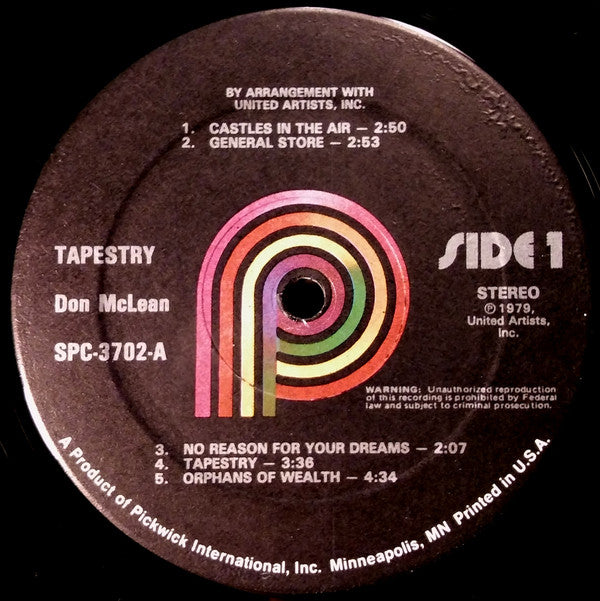 BY ARRANGEMENT WITH
UNITED ARTISTS, INC.
1. CASTLES IN THE AIR — 2:50
2. GENERAL STORE — 2:53
TAPESTRY
Don McLean
SPC-3702-A
SIDE 1
STEREO
Ⓟ 1979,
United Artists,
Inc.
WARNING: Unauthorized reproduction
of this recording is prohibited by Federal
law and subject to criminal prosecution.
3. NO REASON FOR YOUR DREAMS — 2:07
4. TAPESTRY — 3:36
5. ORPHANS OF WEALTH — 4:34
A Product of Pickwick International, Inc. Minneapolis, MN Printed in U.S.A.